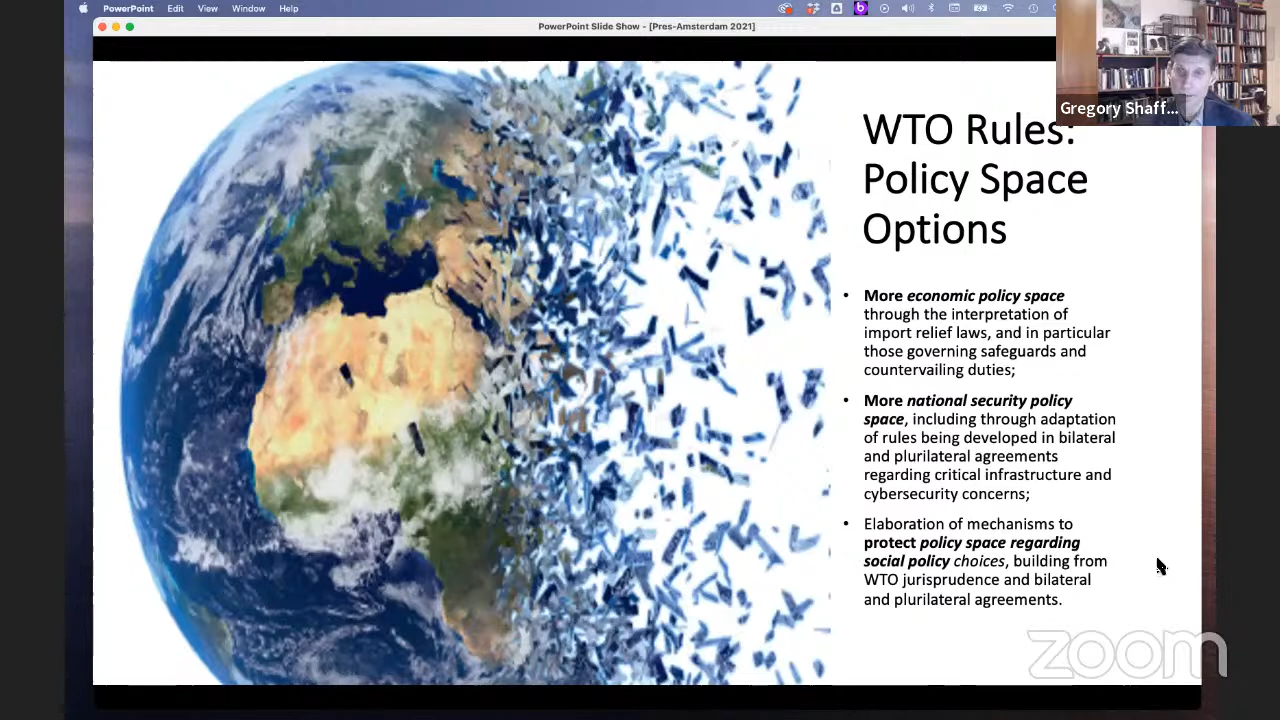 PowerPoint Edit View Window Help
PowerPoint Slide Show - [Pres-Amsterdam 2021]
Gregory Shaff...
WTO Rules:
Policy Space
Options
• More economic policy space
through the interpretation of
import relief laws, and in particular
those governing safeguards and
countervailing duties;
• More national security policy
space, including through adaptation
of rules being developed in bilateral
and plurilateral agreements
regarding critical infrastructure and
cybersecurity concerns;
• Elaboration of mechanisms to
protect policy space regarding
social policy choices, building from
WTO jurisprudence and bilateral
and plurilateral agreements.
zoom